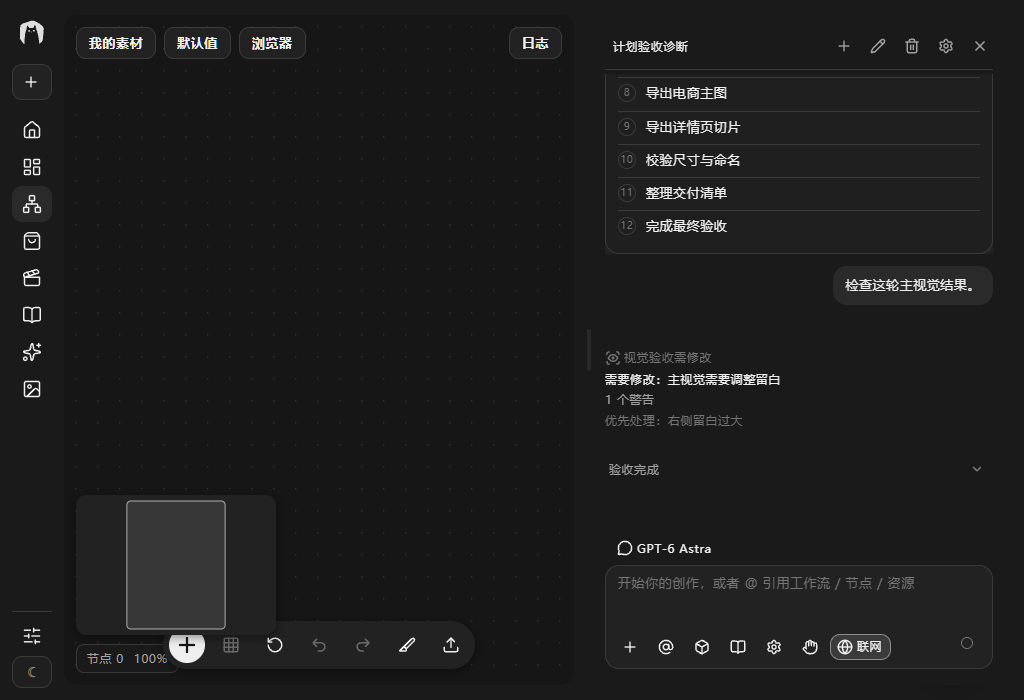 我的素材
默认值
浏览器
日志
节点 0 100%
计划验收诊断
8 导出电商主图
9 导出详情页切片
10 校验尺寸与命名
11 整理交付清单
12 完成最终验收
检查这轮主视觉结果。
视觉验收需修改
需要修改：主视觉需要调整留白
1 个警告
优先处理：右侧留白过大
验收完成
GPT-6 Astra
开始你的创作，或者 @ 引用工作流 / 节点 / 资源
联网